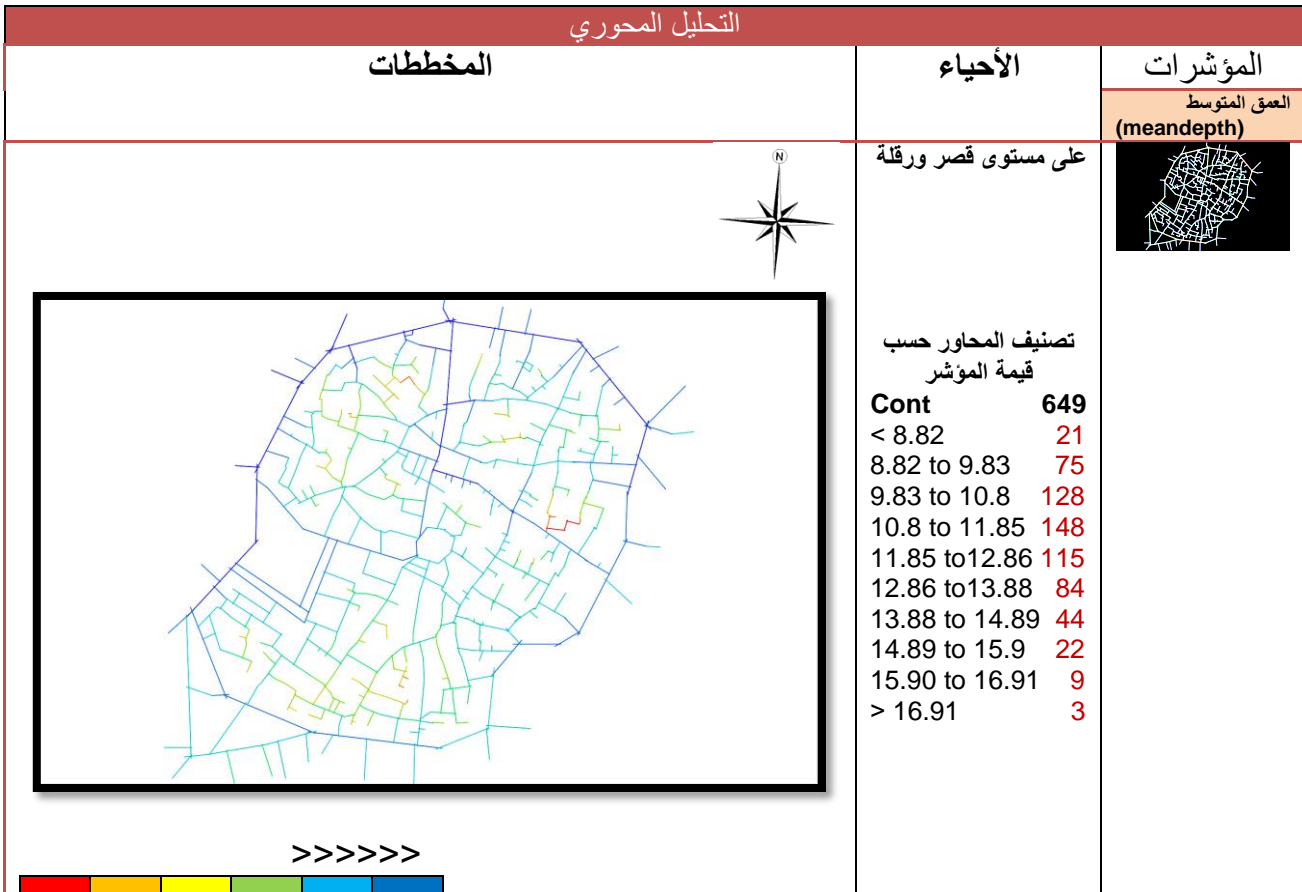 التحليل المحوري
المؤشرات
الأحياء
المخططات
العمق المتوسط
(meandepth)
على مستوى قصر ورقلة
N
تصنيف المحاور حسب
قيمة المؤشر
Cont 649
< 8.82 21
8.82 to 9.83 75
9.83 to 10.8 128
10.8 to 11.85 148
11.85 to12.86 115
12.86 to13.88 84
13.88 to 14.89 44
14.89 to 15.9 22
15.90 to 16.91 9
> 16.91 3
>>>>>>